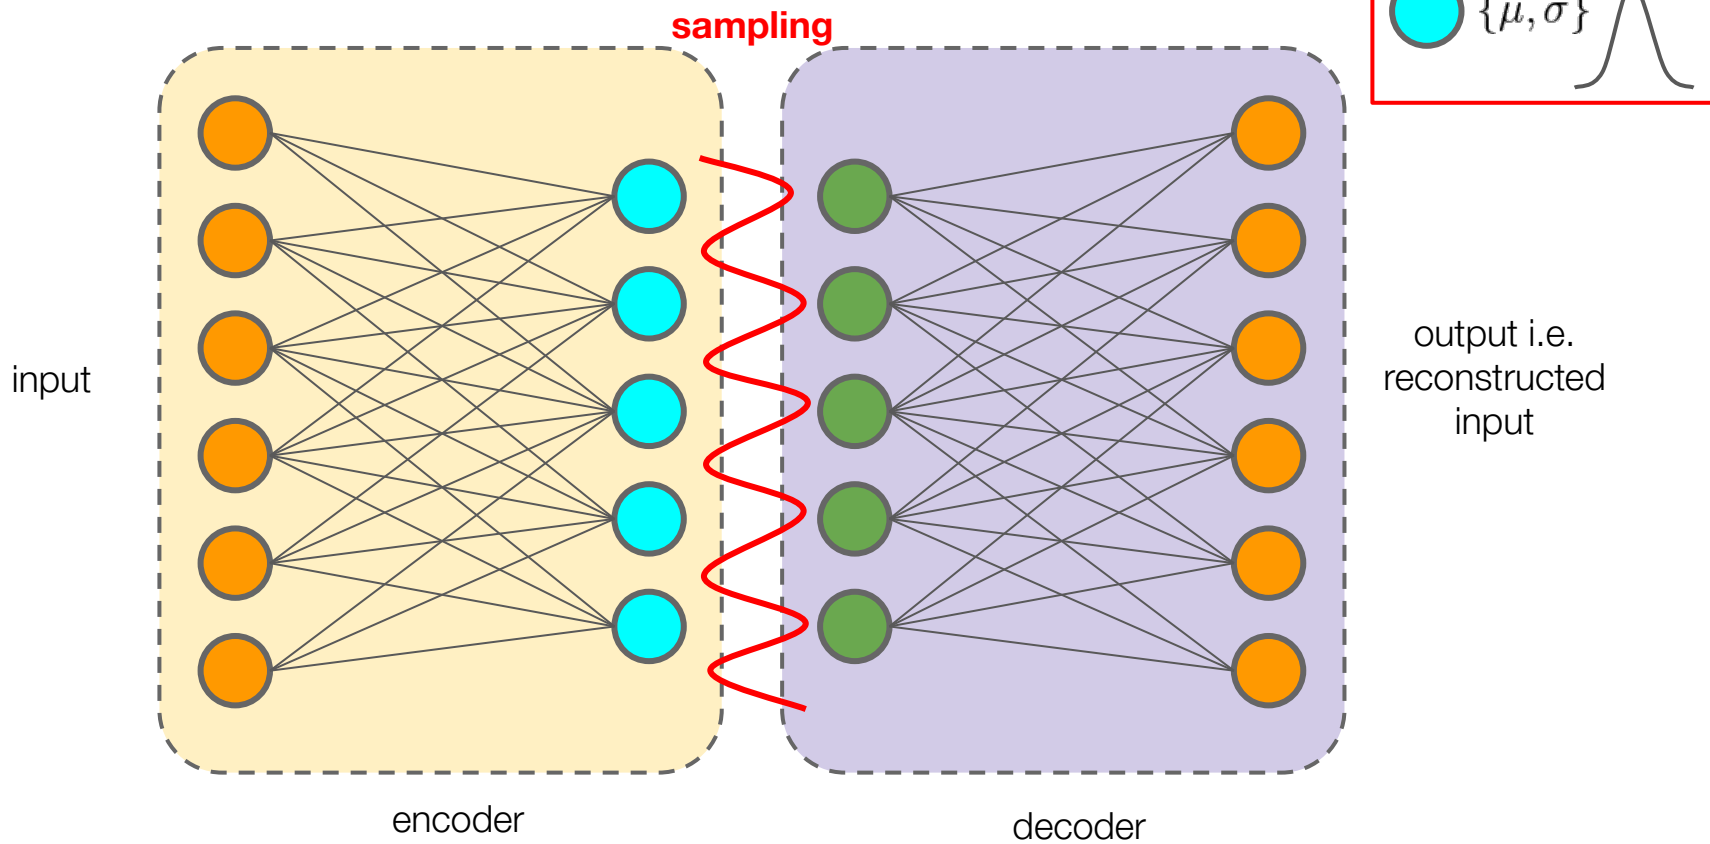 sampling
{μ, σ}
input
output i.e.
reconstructed
input
encoder
decoder